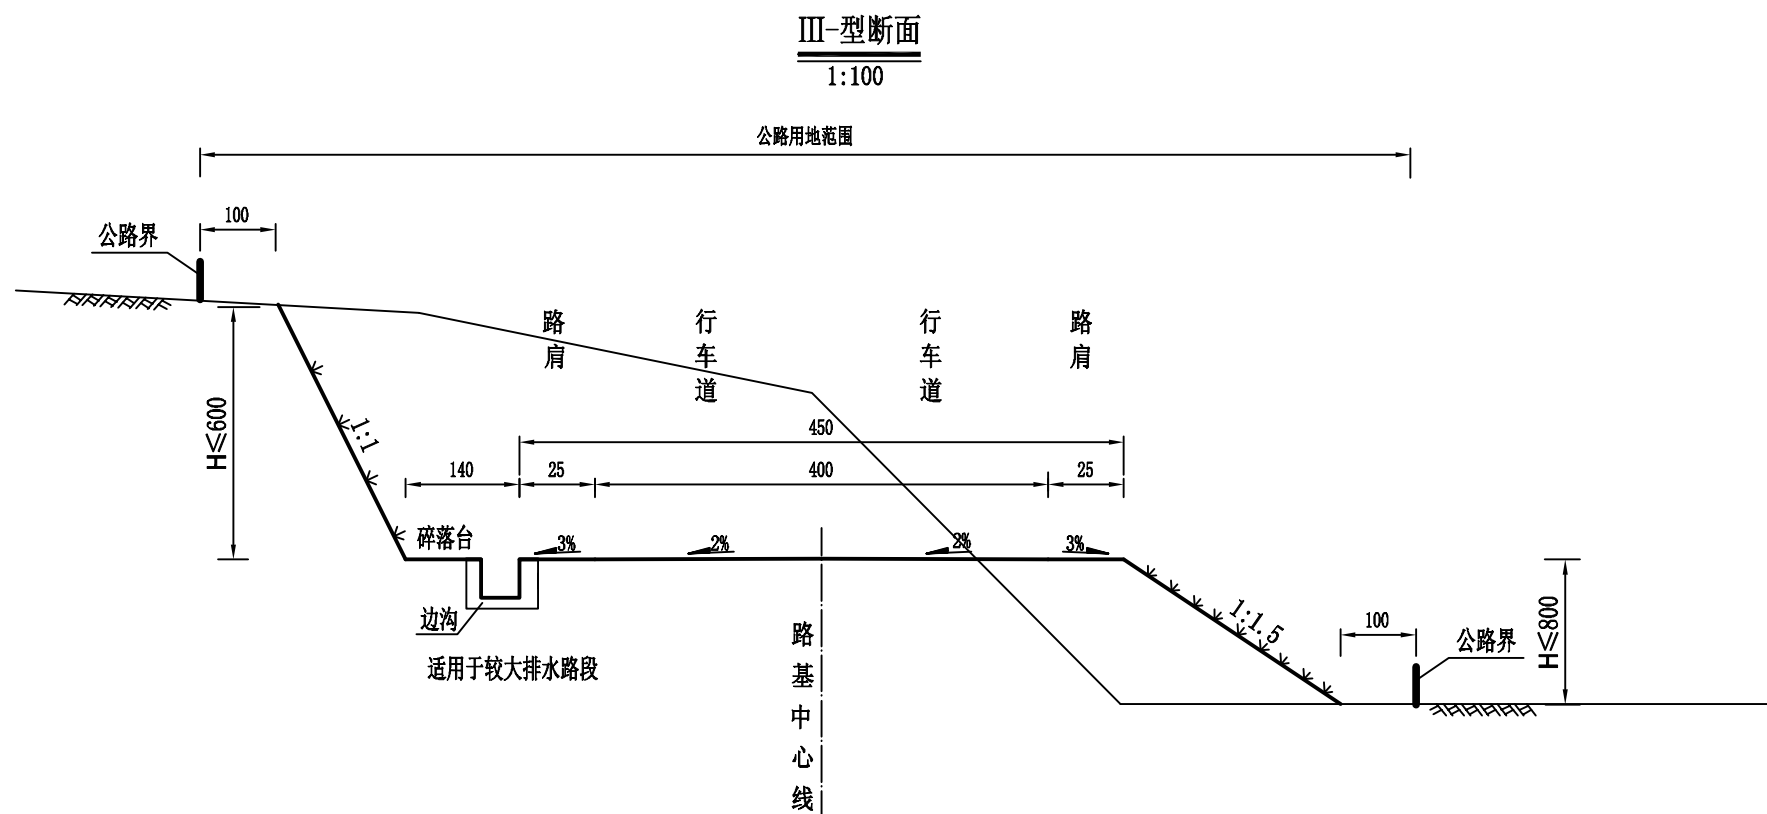 Ⅲ-型断面
1:100
公路用地范围
100
公路界
路肩
行车道
行车道
路肩
H≤600
1:1
450
140
25
400
25
碎落台
3%
2%
2%
3%
边沟
适用于较大排水路段
路基中心线
1:1.5
100
公路界
H≤800